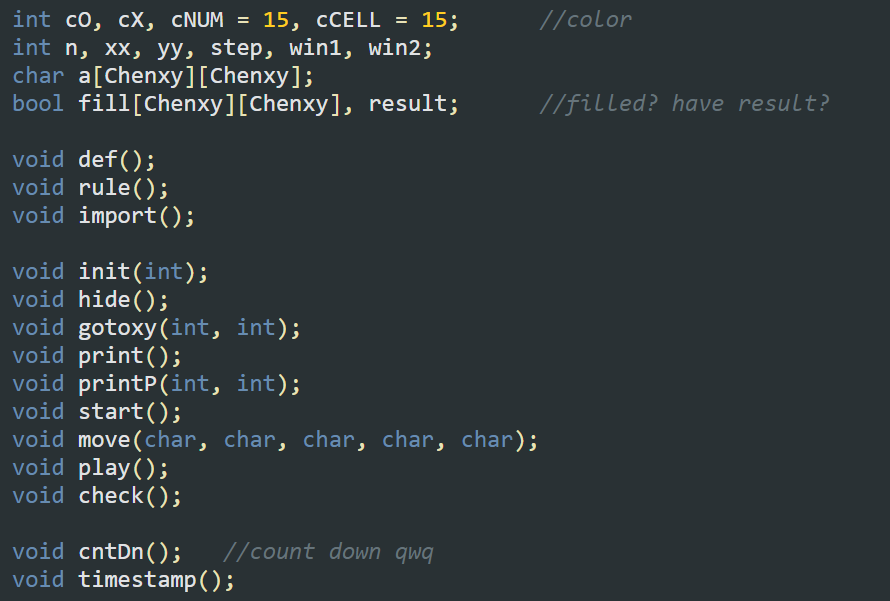 int cO, cX, cNUM = 15, cCELL = 15;      //color
int n, xx, yy, step, win1, win2;
char a[Chenxy][Chenxy];
bool fill[Chenxy][Chenxy], result;      //filled? have result?
void def();
void rule();
void import();
void init(int);
void hide();
void gotoxy(int, int);
void print();
void printP(int, int);
void start();
void move(char, char, char, char, char);
void play();
void check();
void cntDn();   //count down qwq
void timestamp();